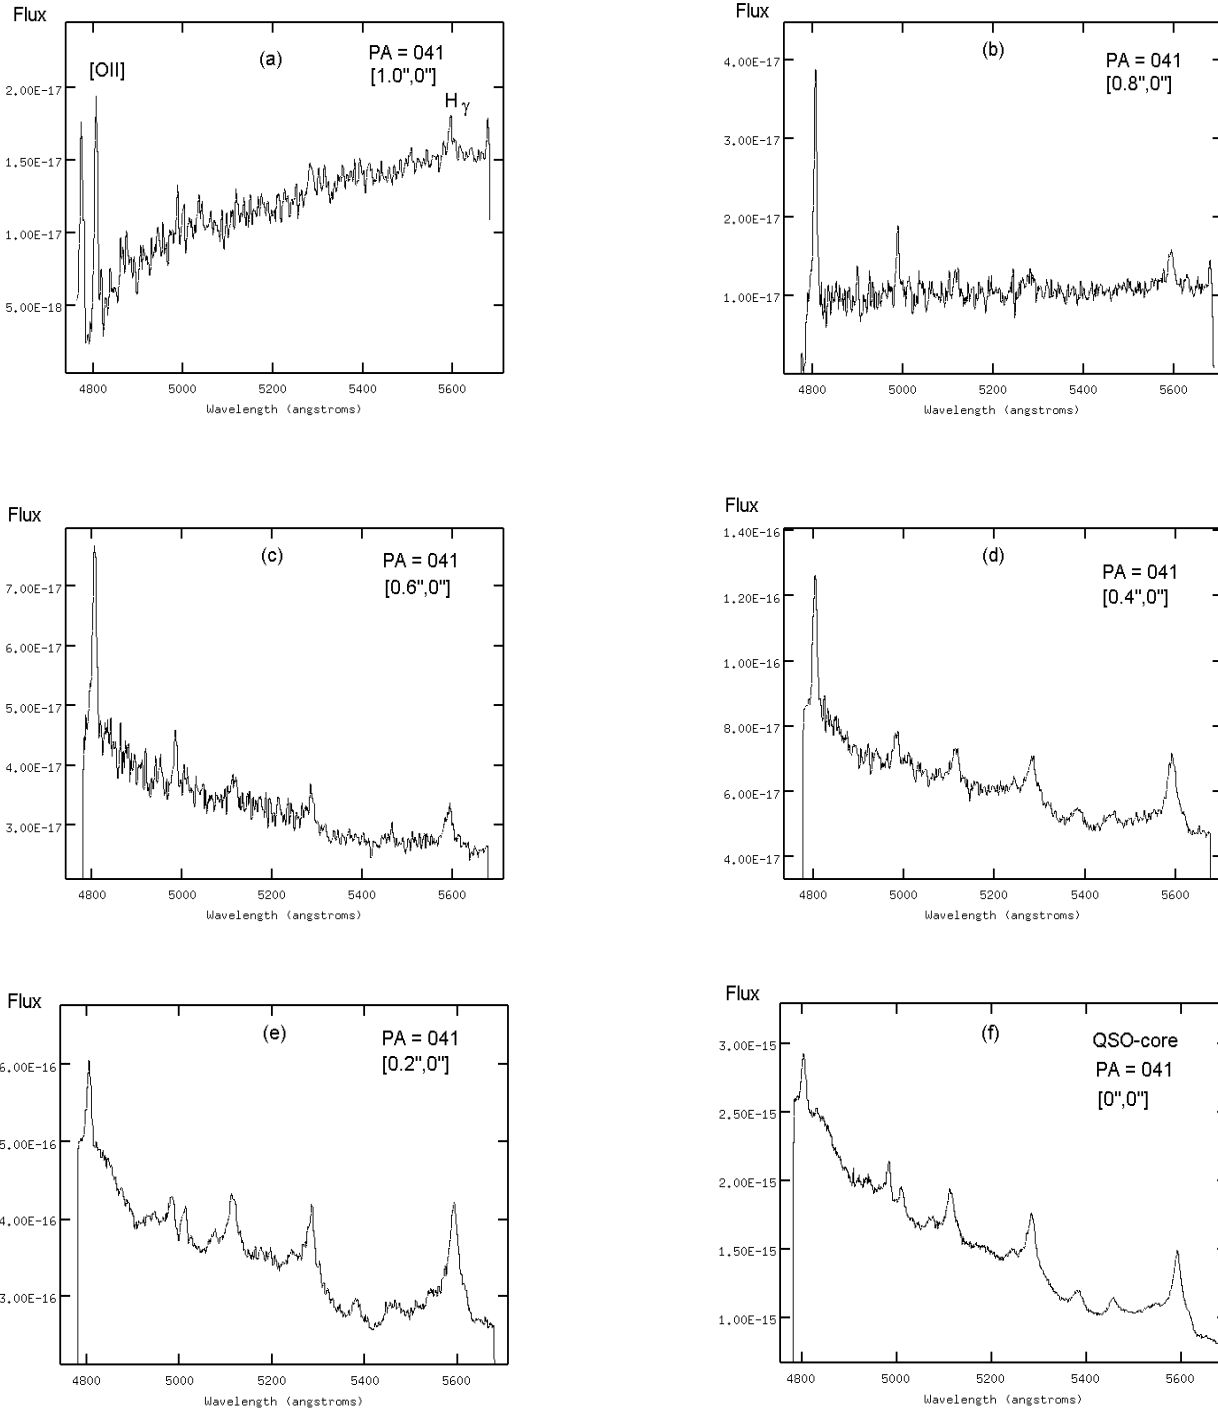 Flux
(a)
PA = 041
[1.0",0"]
[OII]
H γ
2.00E-17
1.50E-17
1.00E-17
5.00E-18
4800 5000 5200 5400 5600
Wavelength (angstroms)
Flux
(b)
PA = 041
[0.8",0"]
4.00E-17
3.00E-17
2.00E-17
1.00E-17
4800 5000 5200 5400 5600
Wavelength (angstroms)
Flux
(c)
PA = 041
[0.6",0"]
7.00E-17
6.00E-17
5.00E-17
4.00E-17
3.00E-17
4800 5000 5200 5400 5600
Wavelength (angstroms)
Flux
(d)
PA = 041
[0.4",0"]
1.40E-16
1.20E-16
1.00E-16
8.00E-17
6.00E-17
4.00E-17
4800 5000 5200 5400 5600
Wavelength (angstroms)
Flux
(e)
PA = 041
[0.2",0"]
6.00E-16
5.00E-16
4.00E-16
3.00E-16
4800 5000 5200 5400 5600
Wavelength (angstroms)
Flux
(f)
QSO-core
PA = 041
[0",0"]
3.00E-15
2.50E-15
2.00E-15
1.50E-15
1.00E-15
4800 5000 5200 5400 5600
Wavelength (angstroms)